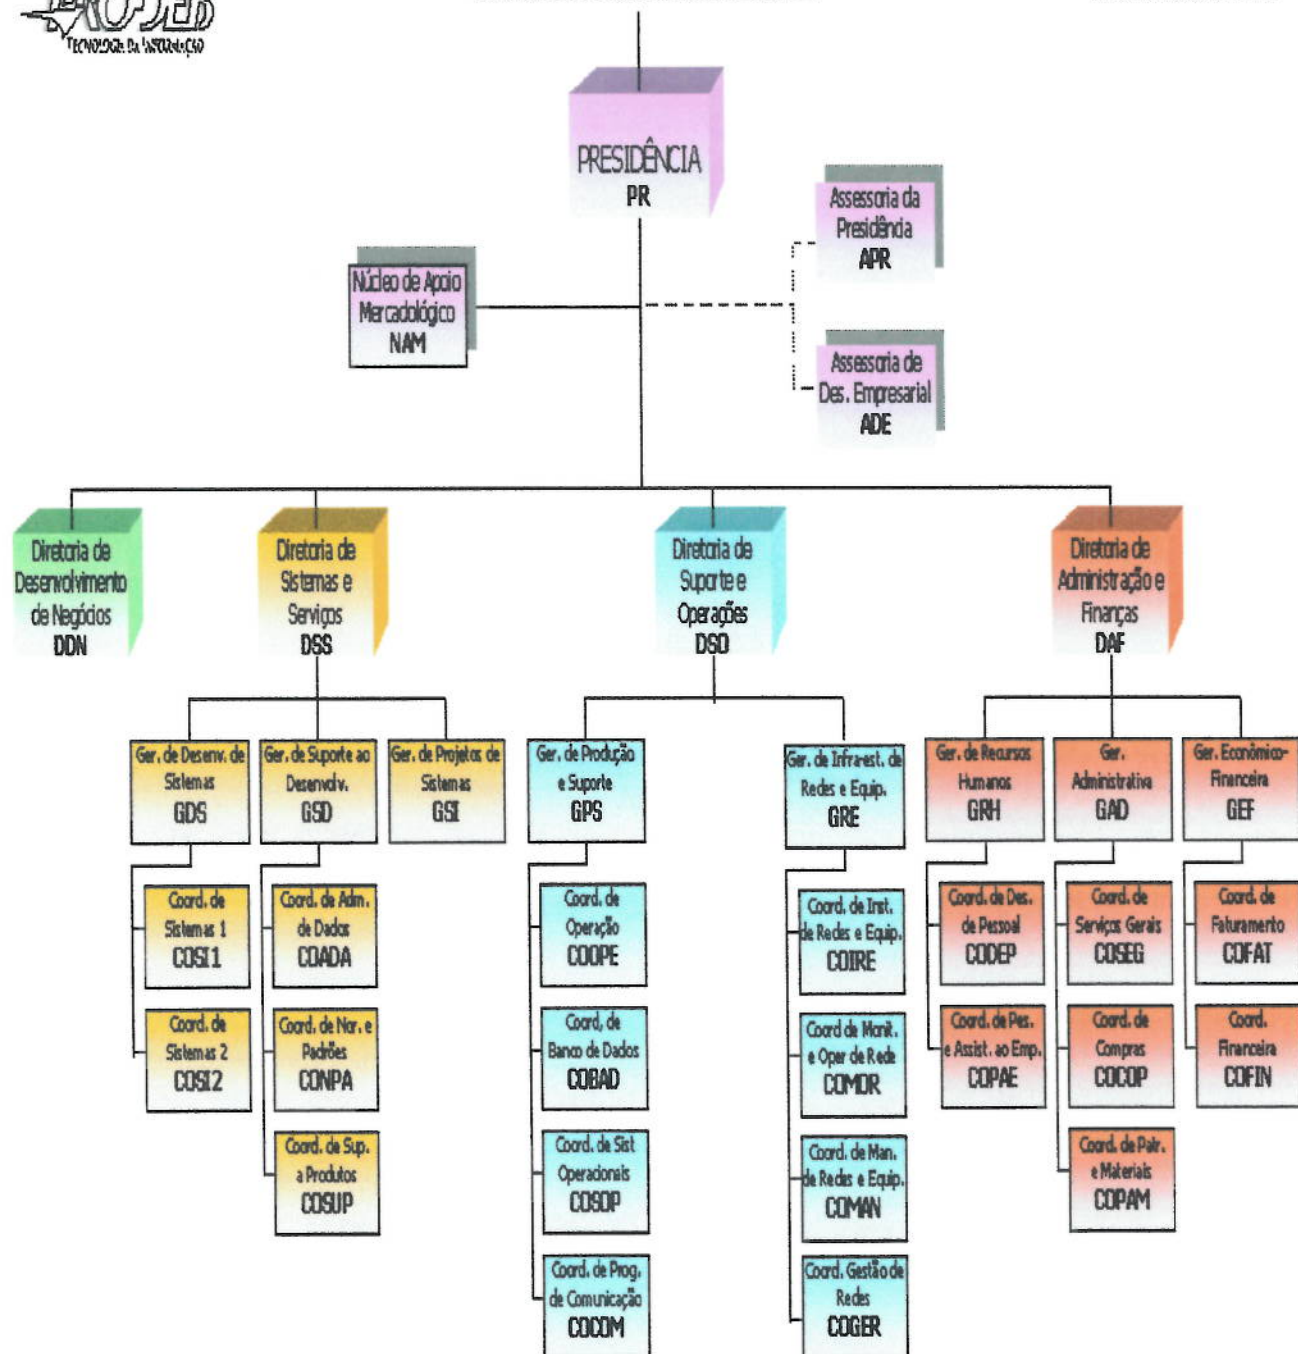 TECNOLOGIA DA INFORMAÇÃO
PRESIDÊNCIA
PR
Assessoria da
Presidência
APR
Núcleo de Apoio
Mercadológico
NAM
Assessoria de
Des. Empresarial
ADE
Diretoria de
Desenvolvimento
de Negócios
DDN
Diretoria de
Sistemas e
Serviços
DSS
Diretoria de
Suporte e
Operações
DSO
Diretoria de
Administração e
Finanças
DAF
Ger. de Desenv. de
Sistemas
GDS
Ger. de Suporte ao
Desenvolv.
GSD
Ger. de Projetos de
Sistemas
GSI
Ger. de Produção
e Suporte
GPS
Ger. de Infra-est. de
Redes e Equip.
GRE
Ger. de Recursos
Humanos
GRH
Ger.
Administrativa
GAD
Ger. Econômico-
Financeira
GEF
Coord. de
Sistemas 1
COSI1
Coord. de Adm.
de Dados
COADA
Coord. de
Operação
COOPE
Coord. de Inst.
de Redes e Equip.
COIRE
Coord. de Des.
de Pessoal
CODEP
Coord. de
Serviços Gerais
COSEG
Coord. de
Faturamento
COFAT
Coord. de
Sistemas 2
COSI2
Coord. de Nor. e
Padrões
CONPA
Coord, de
Banco de Dados
COBAD
Coord de Monit.
e Oper de Rede
COMOR
Coord. de Pes.
e Assist. ao Emp.
COPAE
Coord. de
Compras
COCOP
Coord.
Financeira
COFIN
Coord. de Sup.
a Produtos
COSUP
Coord. de Sist
Operacionais
COSOP
Coord. de Man.
de Redes e Equip.
COMAN
Coord. de Patr.
e Materiais
COPAM
Coord. de Prog.
de Comunicação
COCOM
Coord. Gestão de
Redes
COGER